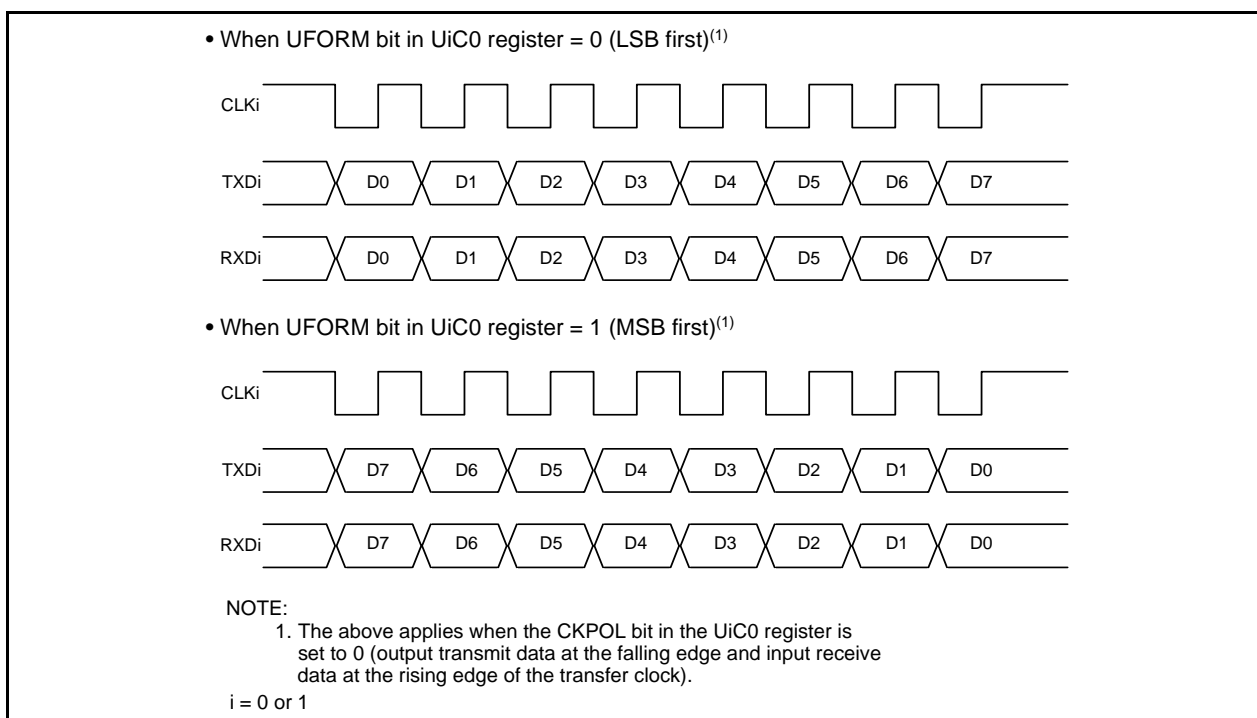 • When UFORM bit in UiC0 register = 0 (LSB first)(1)
CLKi
TXDi D0 D1 D2 D3 D4 D5 D6 D7
RXDi D0 D1 D2 D3 D4 D5 D6 D7
• When UFORM bit in UiC0 register = 1 (MSB first)(1)
CLKi
TXDi D7 D6 D5 D4 D3 D2 D1 D0
RXDi D7 D6 D5 D4 D3 D2 D1 D0
NOTE:
1. The above applies when the CKPOL bit in the UiC0 register is
set to 0 (output transmit data at the falling edge and input receive
data at the rising edge of the transfer clock).
i = 0 or 1